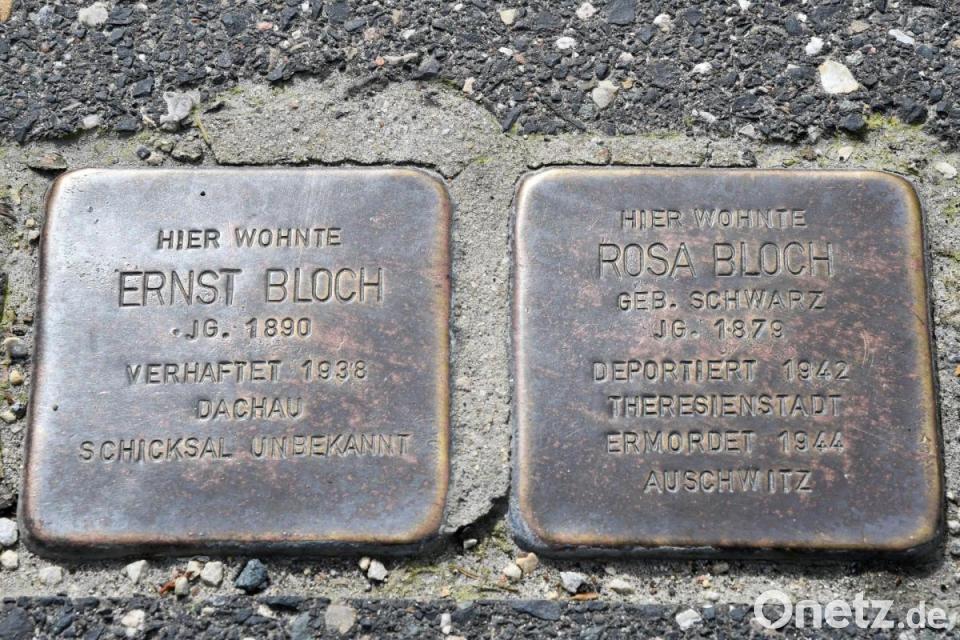 HIER WOHNTE
ERNST BLOCH
JG. 1890
VERHAFTET 1938
DACHAU
SCHICKSAL UNBEKANNT
HIER WOHNTE
ROSA BLOCH
GEB. SCHWARZ
JG. 1879
DEPORTIERT 1942
THERESIENSTADT
ERMORDET 1944
AUSCHWITZ
Onetz.de